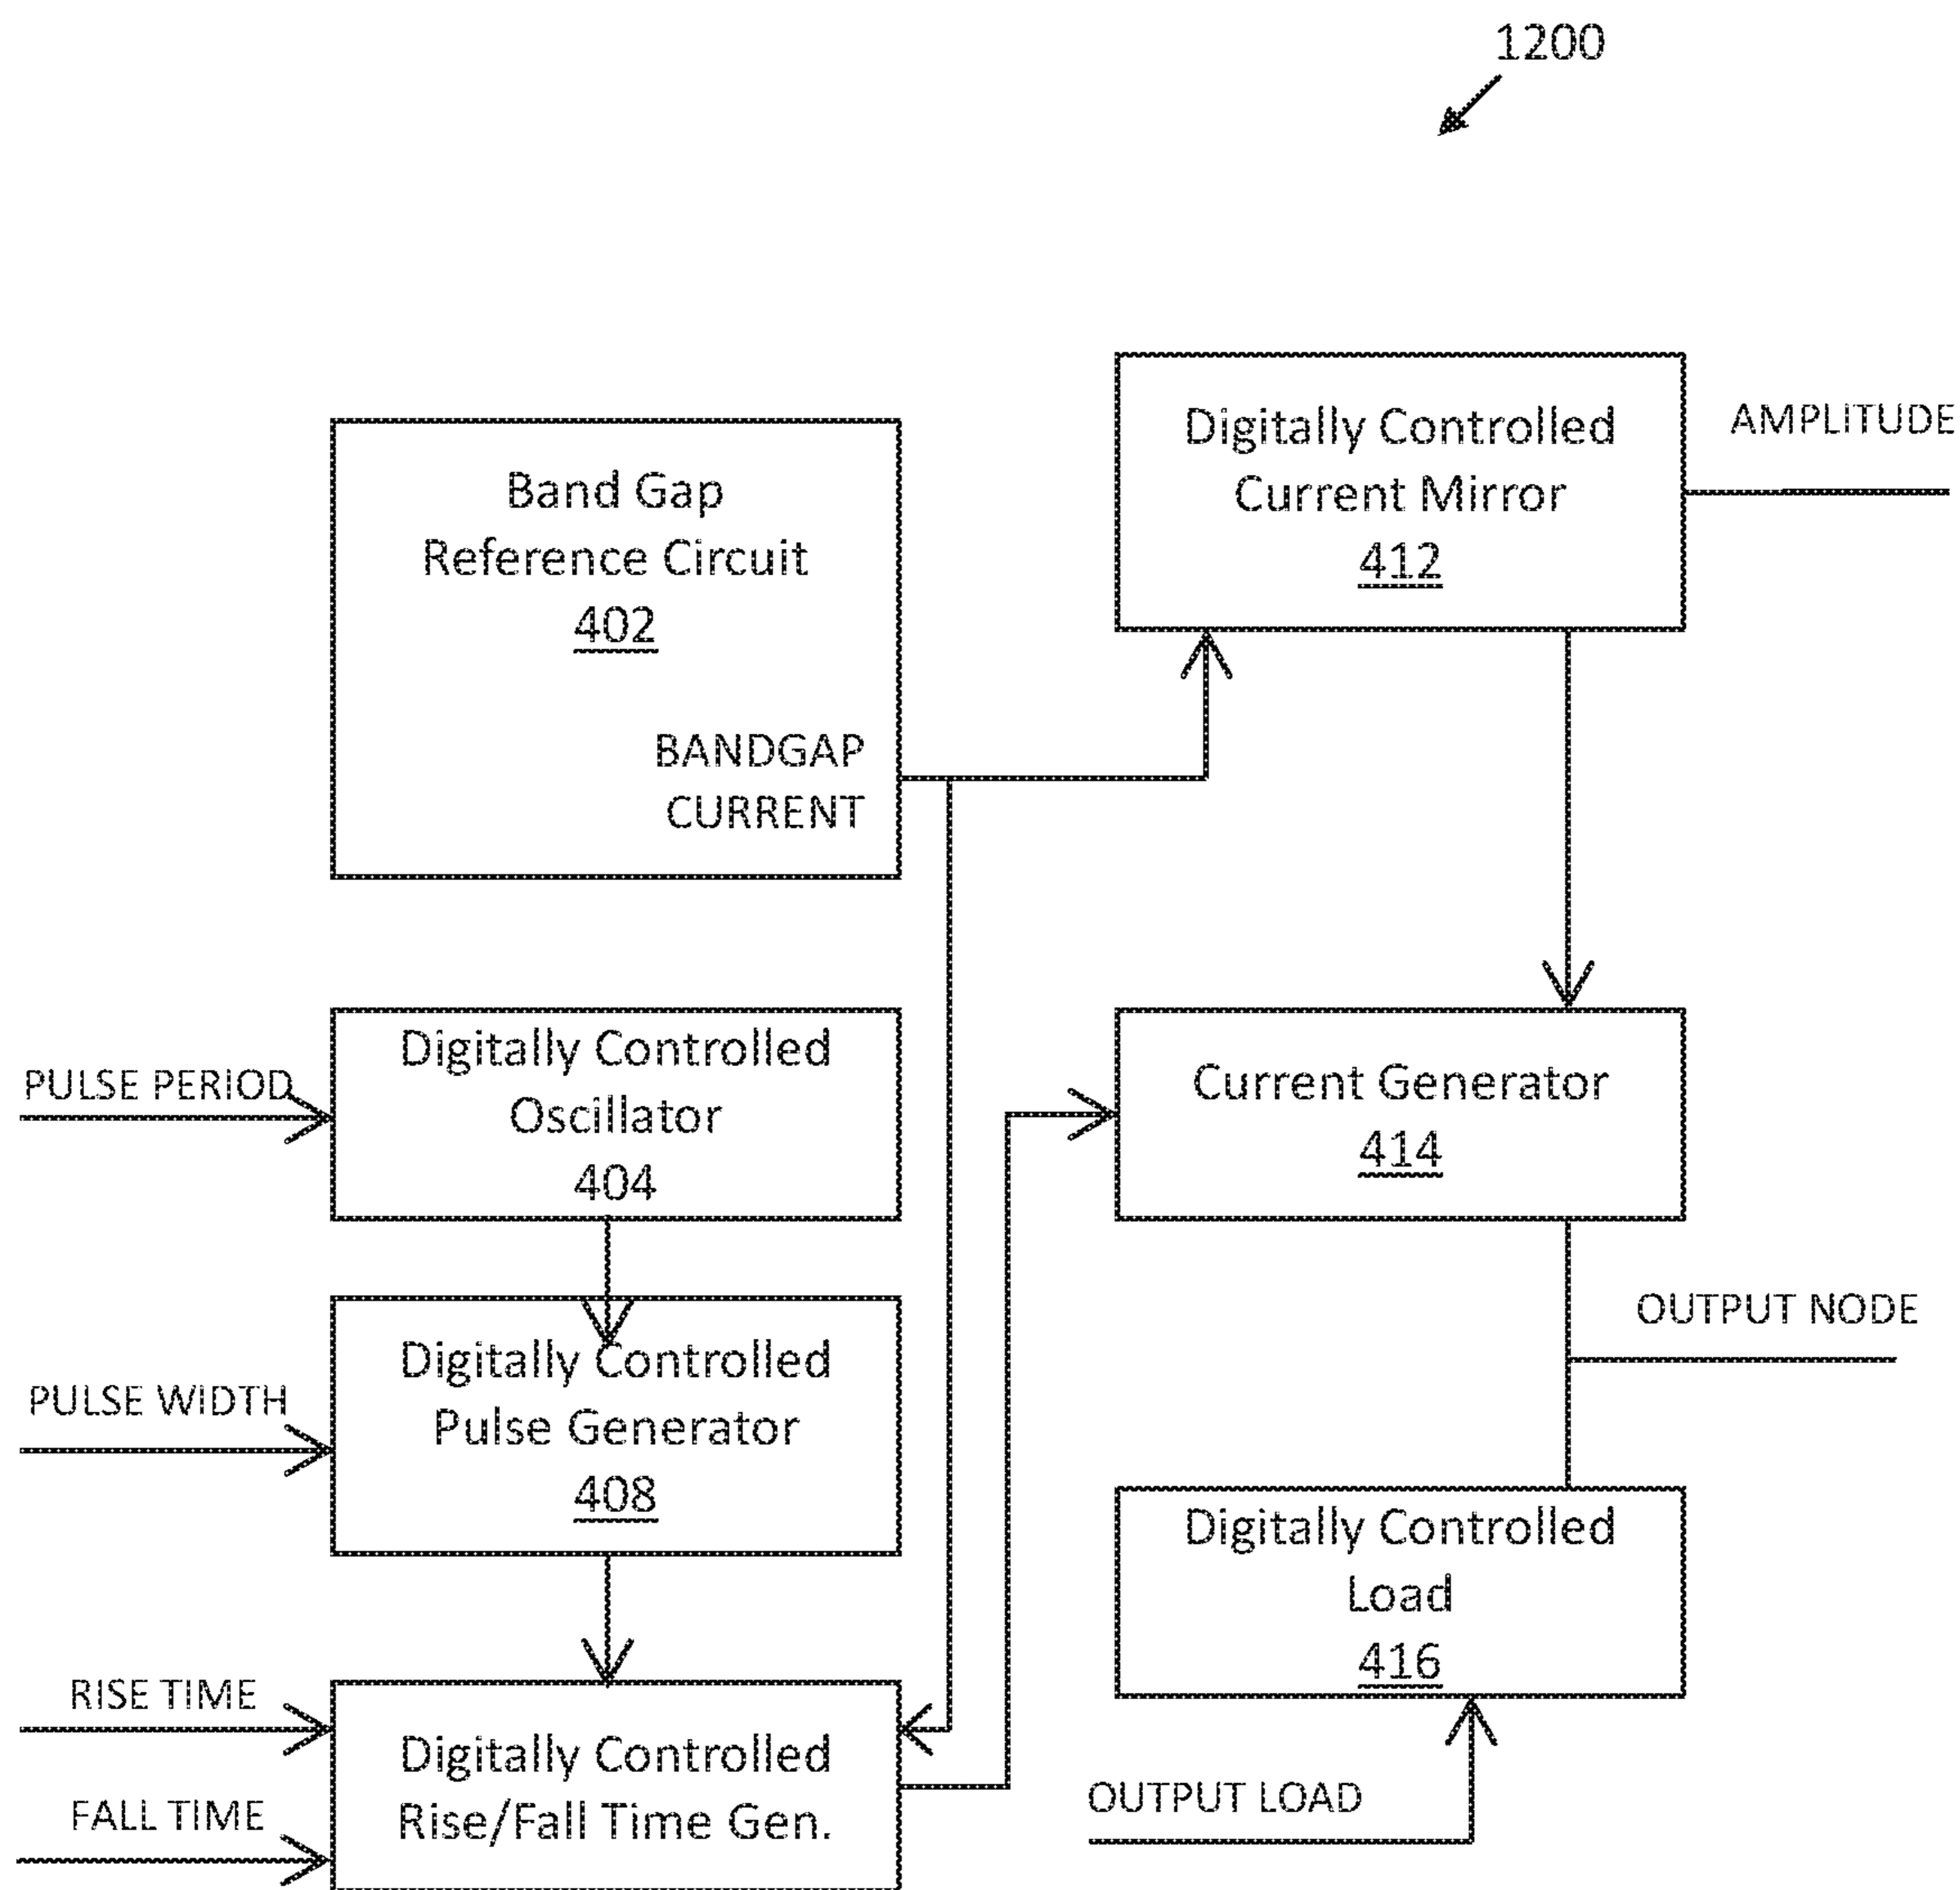 1200
Band Gap
Reference Circuit
402
BANDGAP
CURRENT
Digitally Controlled
Current Mirror
412
AMPLITUDE
PULSE PERIOD
Digitally Controlled
Oscillator
404
Current Generator
414
OUTPUT NODE
PULSE WIDTH
Digitally Controlled
Pulse Generator
408
Digitally Controlled
Load
416
RISE TIME
FALL TIME
Digitally Controlled
Rise/Fall Time Gen.
OUTPUT LOAD